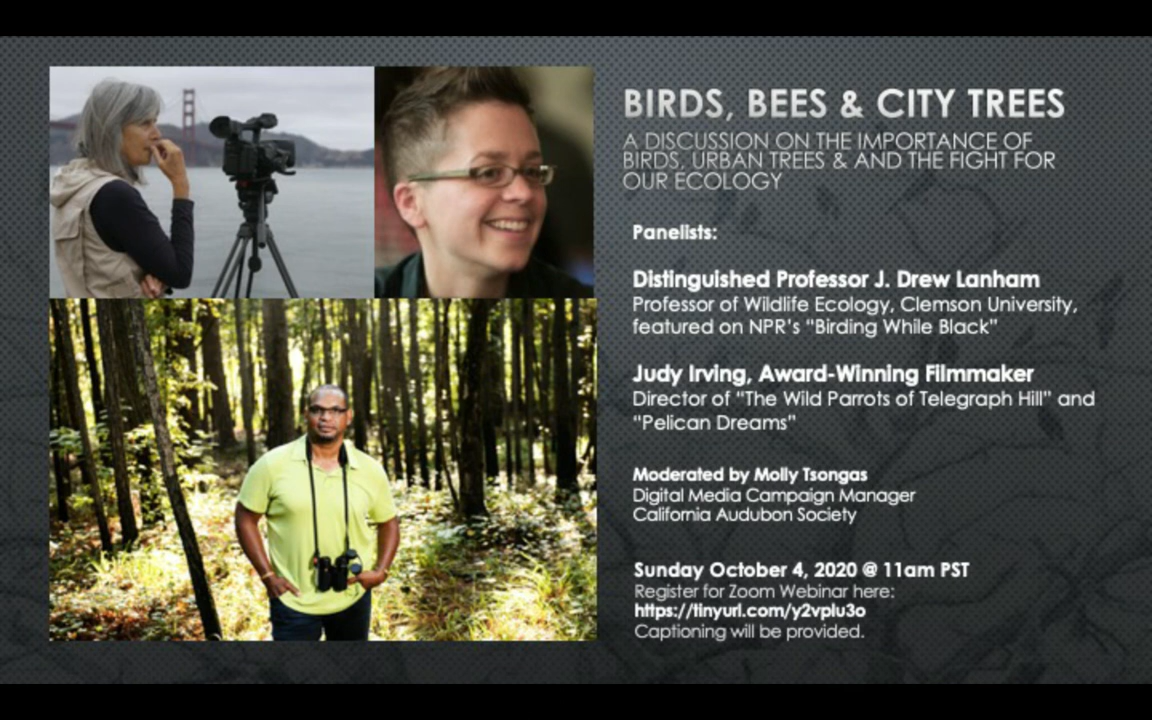 BIRDS, BEES & CITY TREES
A DISCUSSION ON THE IMPORTANCE OF
BIRDS, URBAN TREES & AND THE FIGHT FOR
OUR ECOLOGY
Panelists:
Distinguished Professor J. Drew Lanham
Professor of Wildlife Ecology, Clemson University,
featured on NPR's "Birding While Black"
Judy Irving, Award-Winning Filmmaker
Director of "The Wild Parrots of Telegraph Hill" and
"Pelican Dreams"
Moderated by Molly Tsongas
Digital Media Campaign Manager
California Audubon Society
Sunday October 4, 2020 @ 11am PST
Register for Zoom Webinar here:
https://tinyurl.com/y2vplu3o
Captioning will be provided.